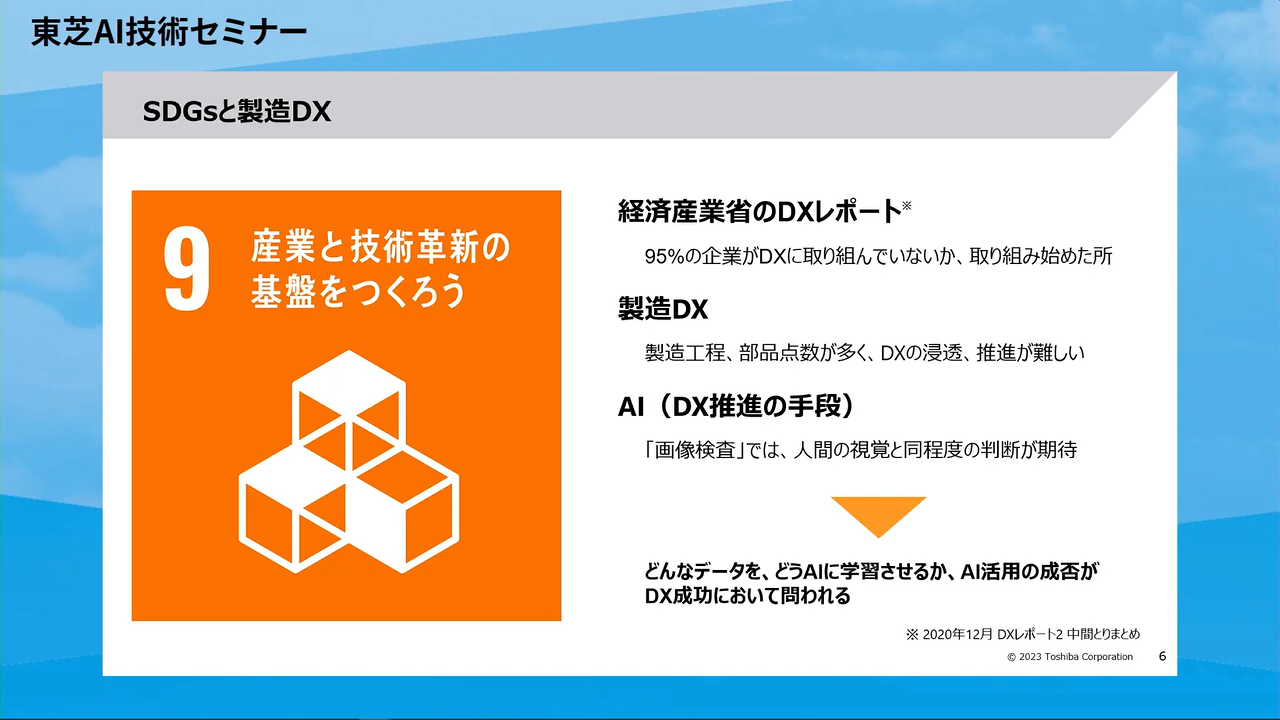 東芝AI技術セミナー
SDGsと製造DX
9
産業と技術革新の
基盤をつくろう
経済産業省のDXレポート※
95%の企業がDXに取り組んでいないか、取り組み始めた所
製造DX
製造工程、部品点数が多く、DXの浸透、推進が難しい
AI（DX推進の手段）
「画像検査」では、人間の視覚と同程度の判断が期待
どんなデータを、どうAIに学習させるか、AI活用の成否が
DX成功において問われる
※ 2020年12月 DXレポート2 中間とりまとめ
© 2023 Toshiba Corporation
6